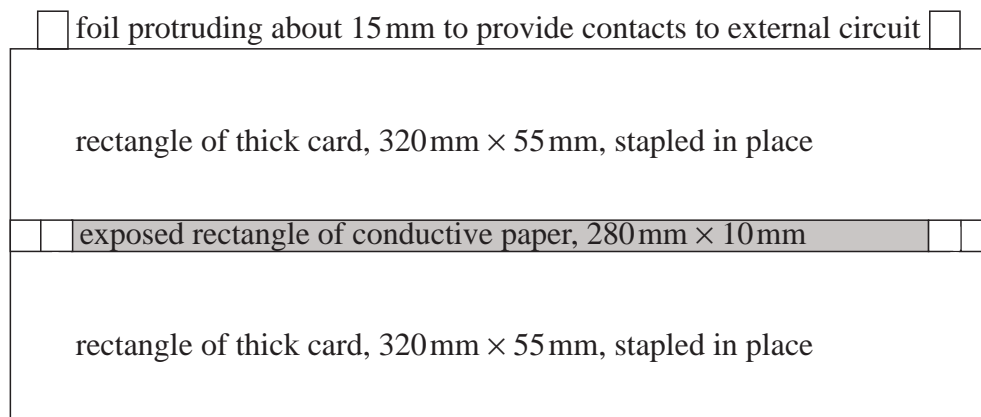 foil protruding about 15 mm to provide contacts to external circuit
rectangle of thick card, 320 mm × 55 mm, stapled in place
exposed rectangle of conductive paper, 280 mm × 10 mm
rectangle of thick card, 320 mm × 55 mm, stapled in place